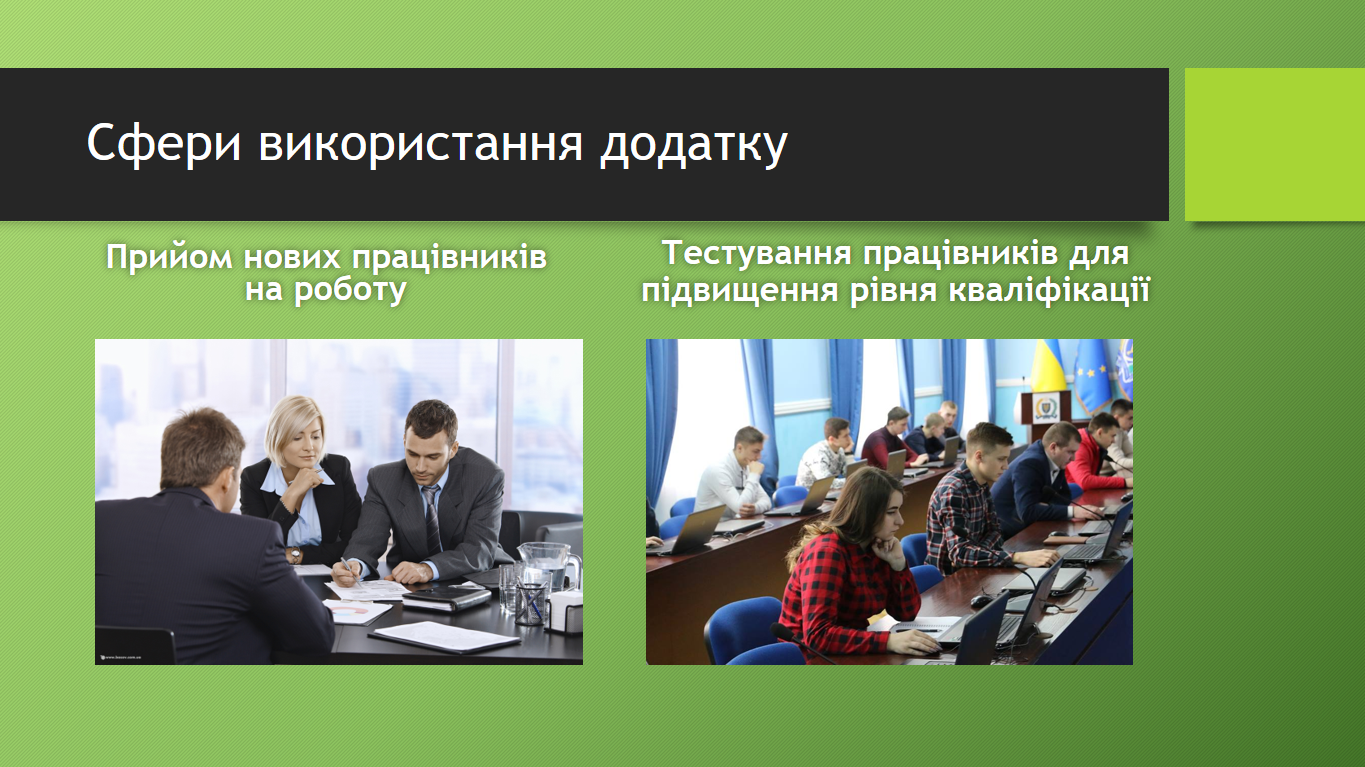 Сфери використання додатку
Прийом нових працівників
на роботу
Тестування працівників для
підвищення рівня кваліфікації